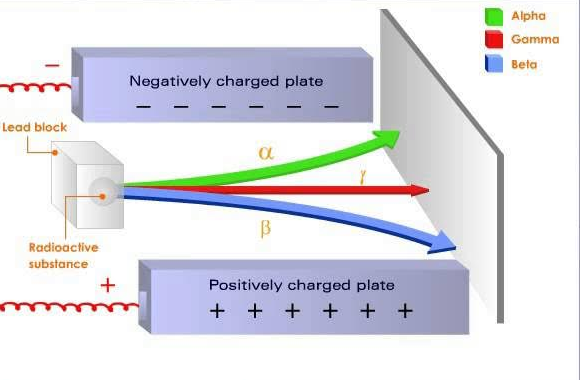 Alpha
Gamma
Beta
−
Negatively charged plate
− − − − − −
Lead block
α
γ
β
Radioactive
substance
+
Positively charged plate
+ + + + + +